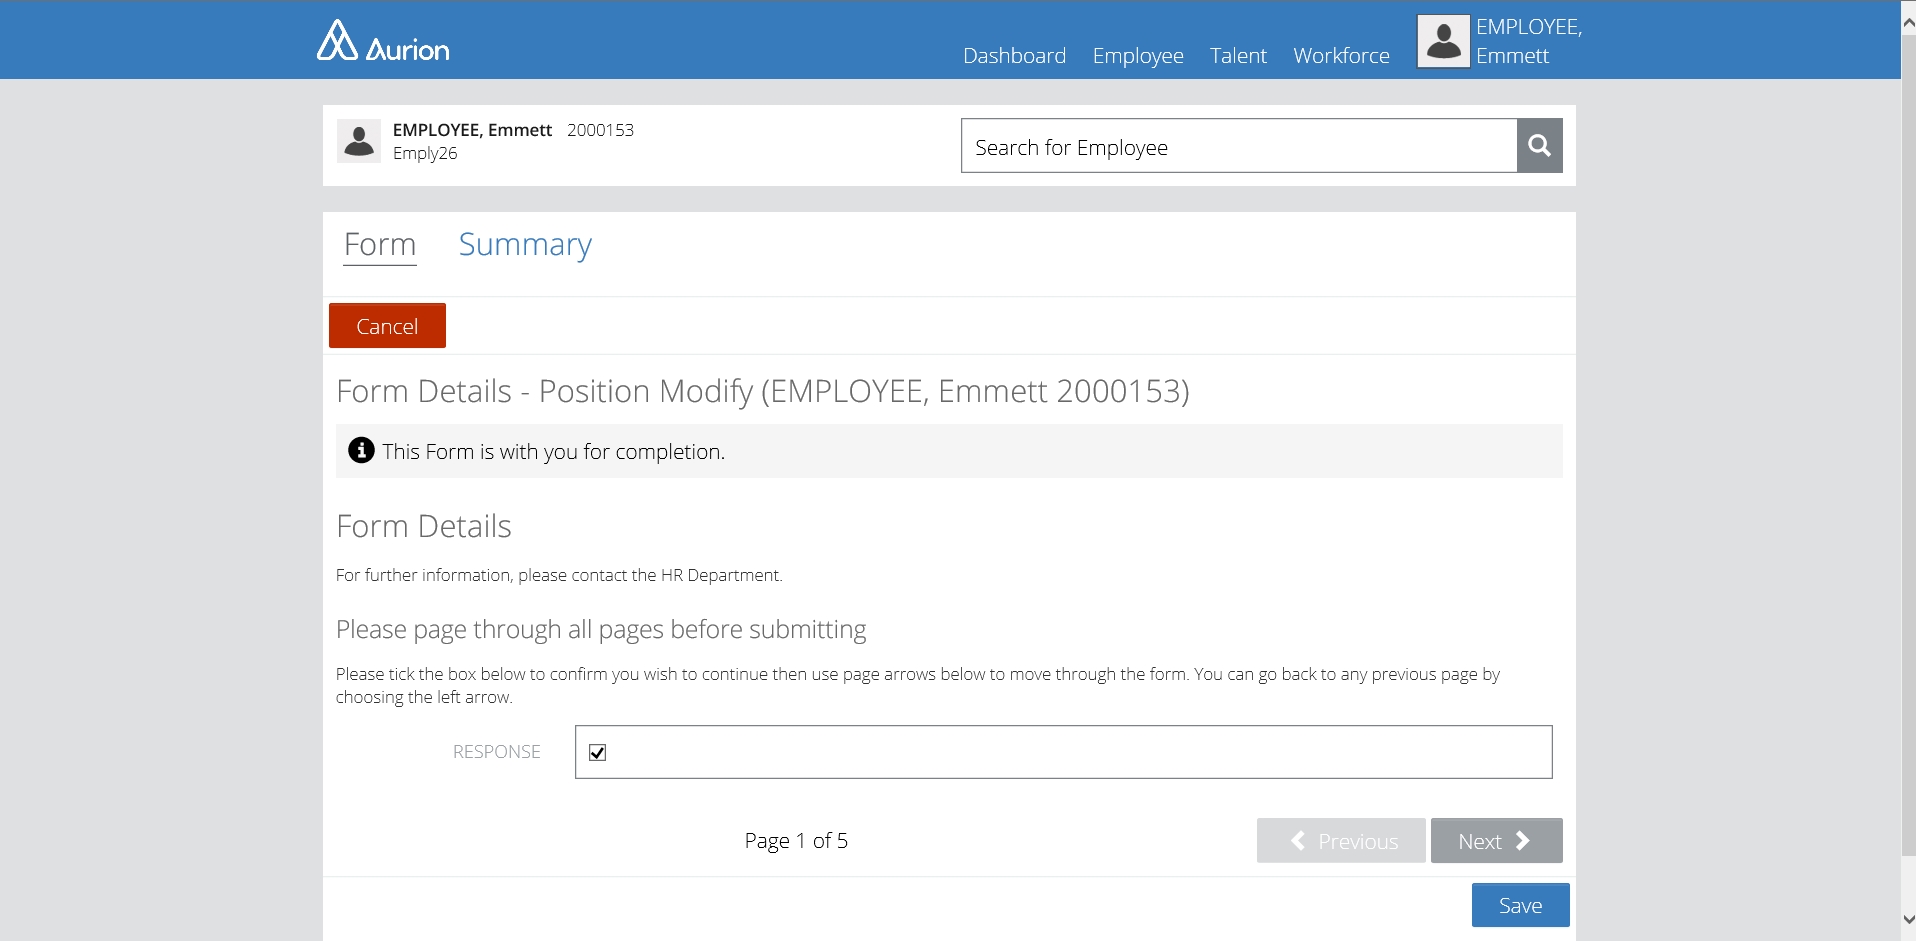 Aurion
Dashboard Employee Talent Workforce
EMPLOYEE,
Emmett
EMPLOYEE, Emmett 2000153
Emply26
Search for Employee
Form Summary
Cancel
Form Details - Position Modify (EMPLOYEE, Emmett 2000153)
This Form is with you for completion.
Form Details
For further information, please contact the HR Department.
Please page through all pages before submitting
Please tick the box below to confirm you wish to continue then use page arrows below to move through the form. You can go back to any previous page by
choosing the left arrow.
RESPONSE
Page 1 of 5
Previous
Next
Save